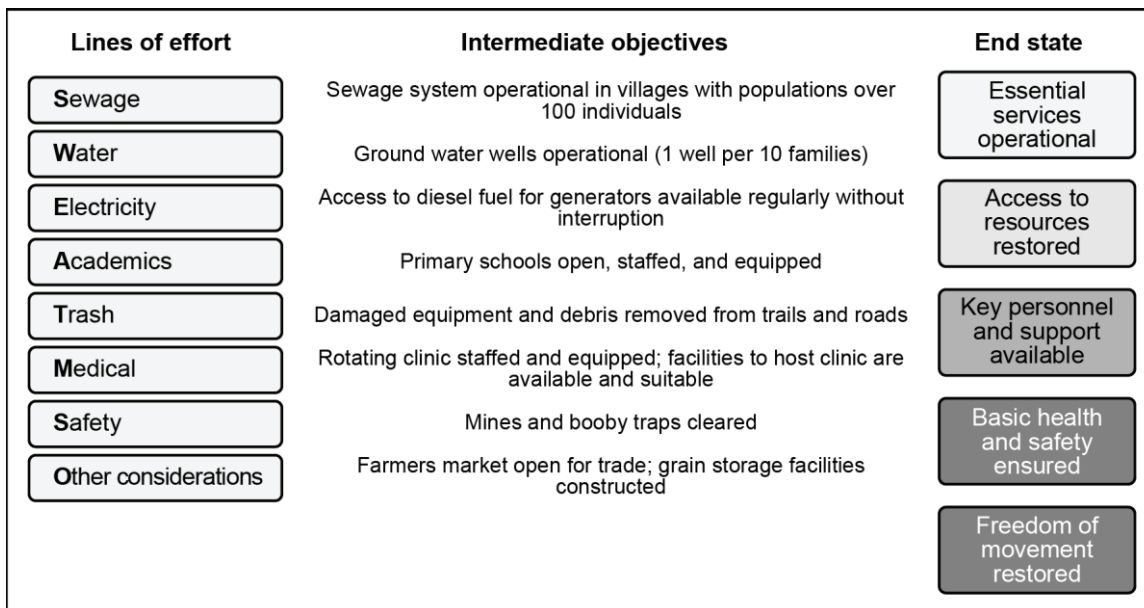 Lines of effort
Intermediate objectives
End state
Sewage
Sewage system operational in villages with populations over
100 individuals
Water
Ground water wells operational (1 well per 10 families)
Electricity
Access to diesel fuel for generators available regularly without
interruption
Academics
Primary schools open, staffed, and equipped
Trash
Damaged equipment and debris removed from trails and roads
Medical
Rotating clinic staffed and equipped; facilities to host clinic are
available and suitable
Safety
Mines and booby traps cleared
Other considerations
Farmers market open for trade; grain storage facilities
constructed
Essential
services
operational
Access to
resources
restored
Key personnel
and support
available
Basic health
and safety
ensured
Freedom of
movement
restored